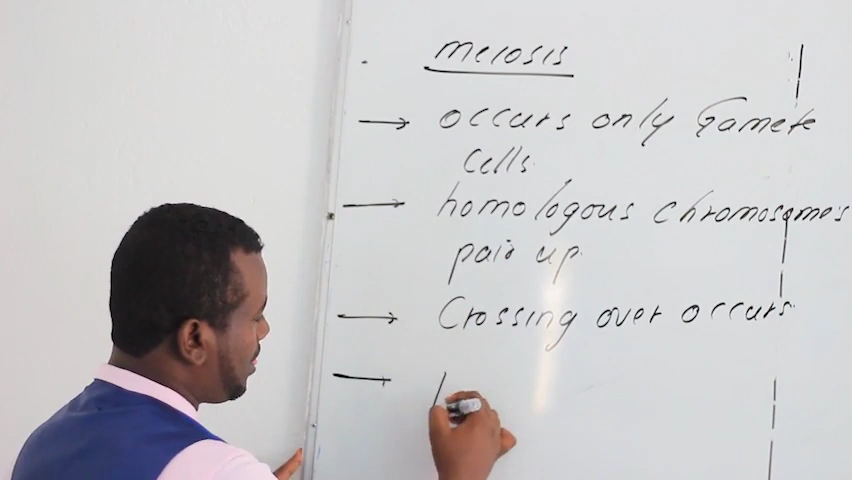 meiosis
→ occurs only Gamete
cells.
→ homologous chromosomes
pair up.
→ Crossing over occurs.
→